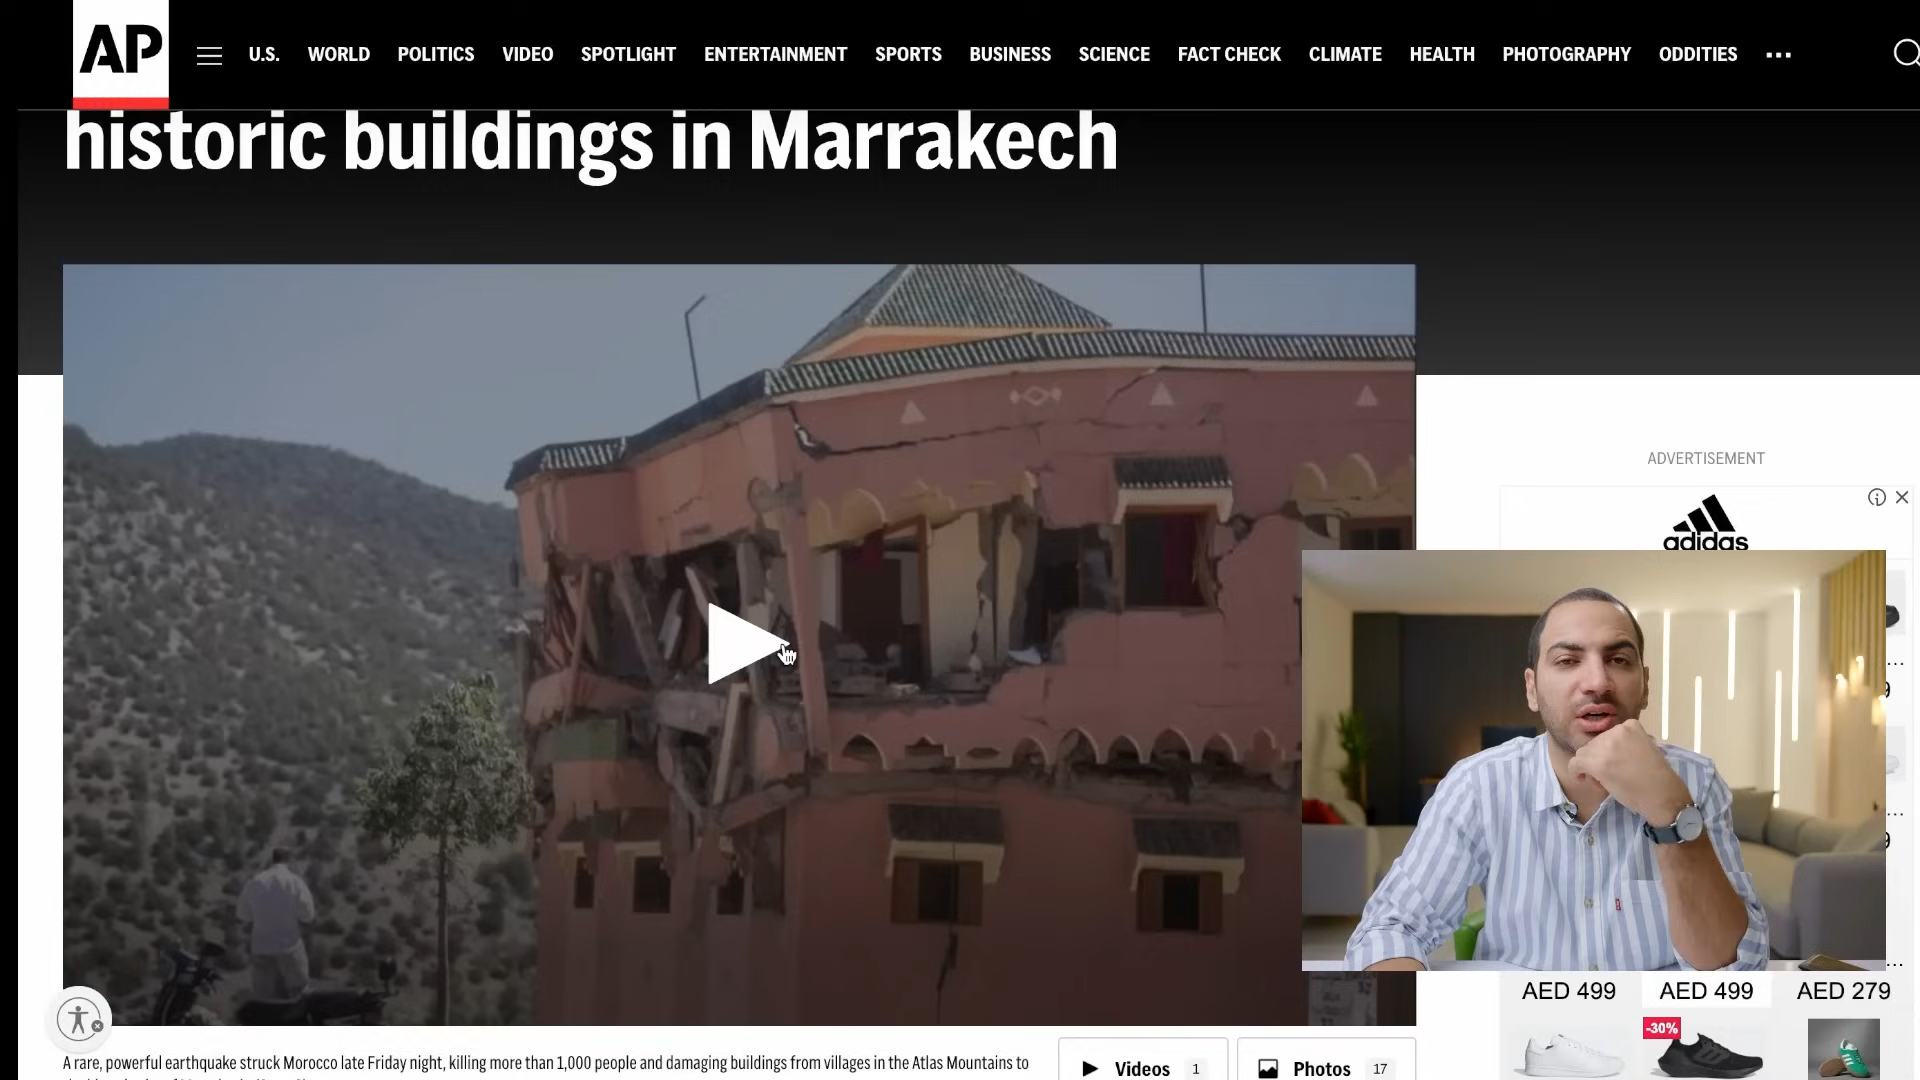 AP
U.S. WORLD POLITICS VIDEO SPOTLIGHT ENTERTAINMENT SPORTS BUSINESS SCIENCE FACT CHECK CLIMATE HEALTH PHOTOGRAPHY ODDITIES
historic buildings in Marrakech
ADVERTISEMENT
adidas
AED 499 AED 499 AED 279
-30%
A rare, powerful earthquake struck Morocco late Friday night, killing more than 1,000 people and damaging buildings from villages in the Atlas Mountains to
Videos 1
Photos 17